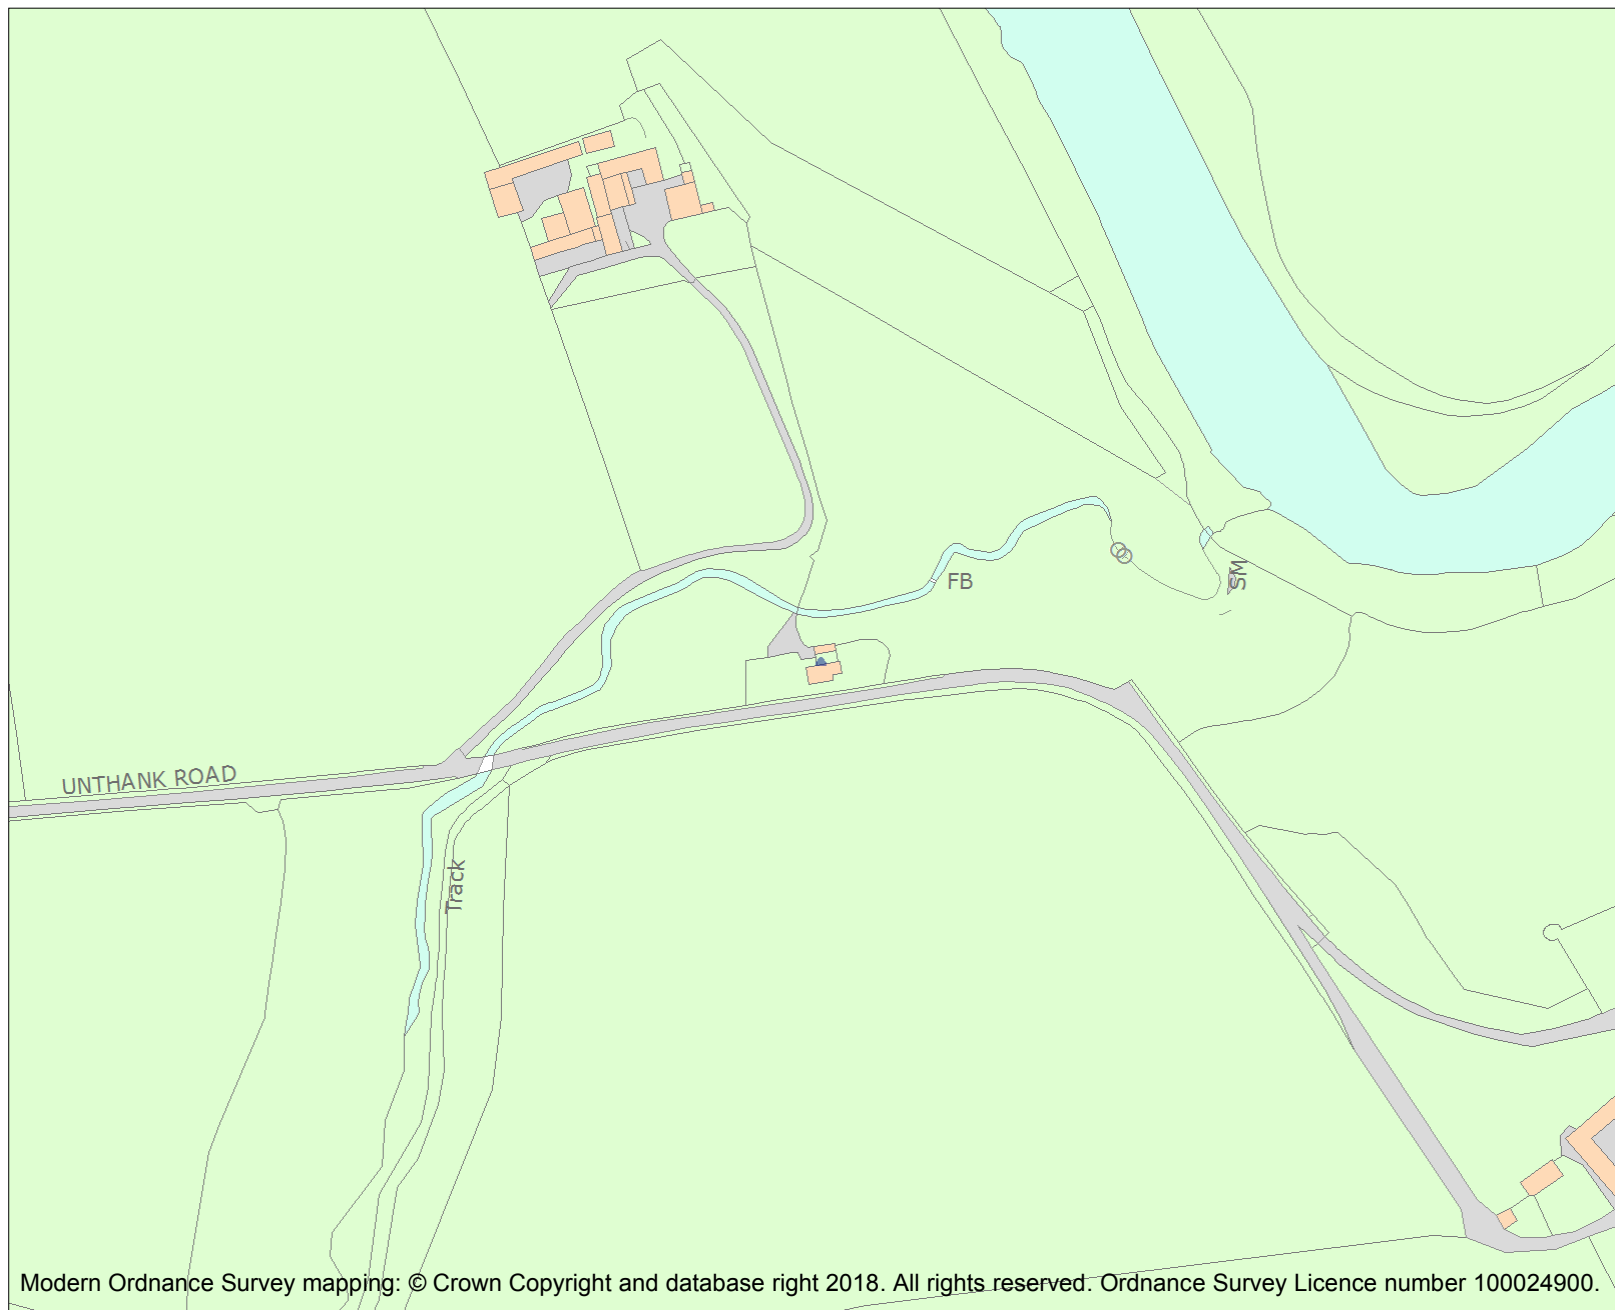 FB
SM
UNTHANK ROAD
Track
Modern Ordnance Survey mapping: © Crown Copyright and database right 2018. All rights reserved. Ordnance Survey Licence number 100024900.